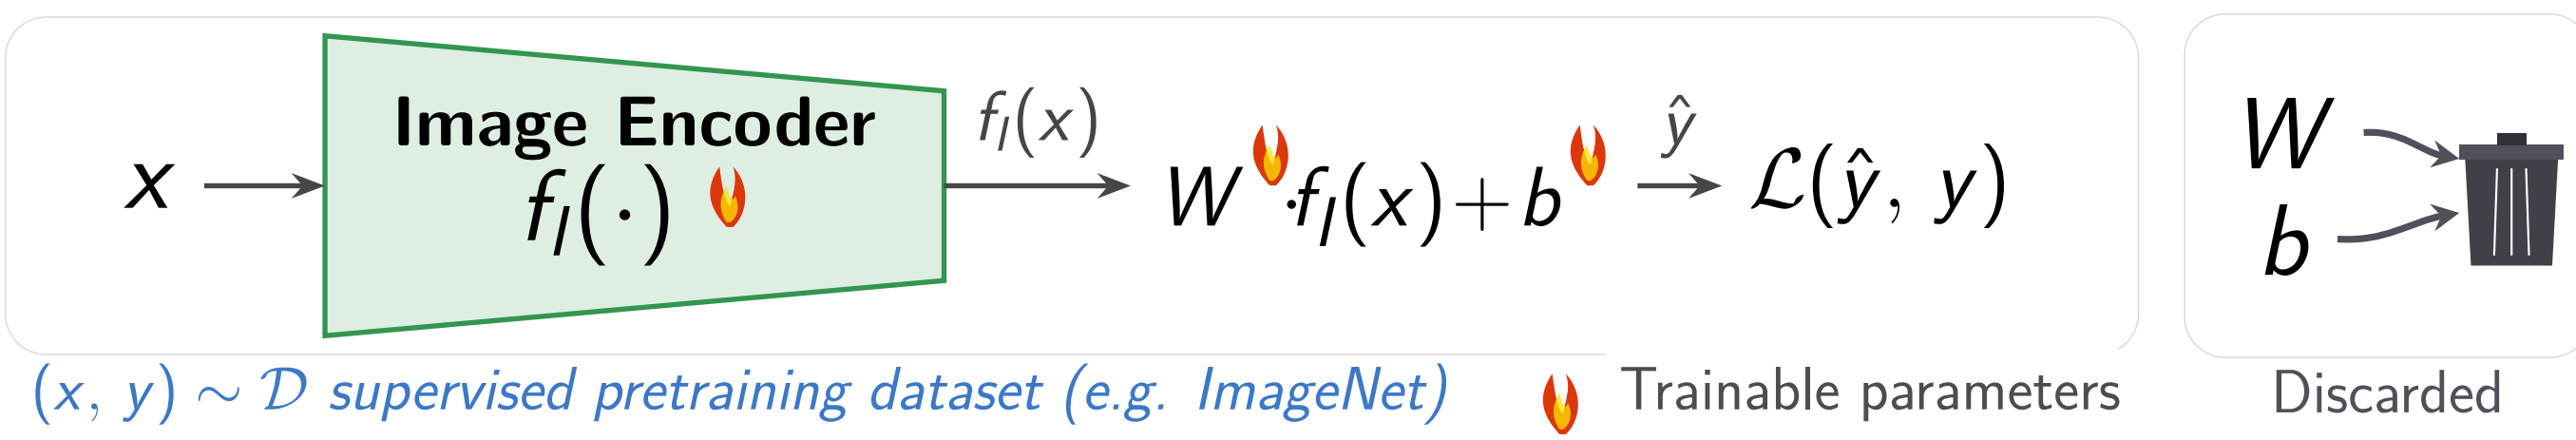 x
Image Encoder
f_I(·)
f_I(x)
W·f_I(x)+b
ŷ
ℒ(ŷ, y)
W
b
(x, y) ∼ 𝒟 supervised pretraining dataset (e.g. ImageNet)
Trainable parameters
Discarded